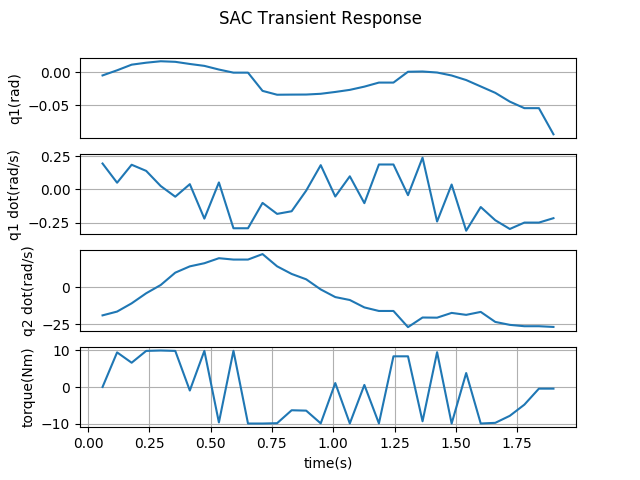 SAC Transient Response
q1(rad)
0.00
−0.05
q1 dot(rad/s)
0.25
0.00
−0.25
q2 dot(rad/s)
0
−25
torque(Nm)
10
0
−10
0.00 0.25 0.50 0.75 1.00 1.25 1.50 1.75
time(s)